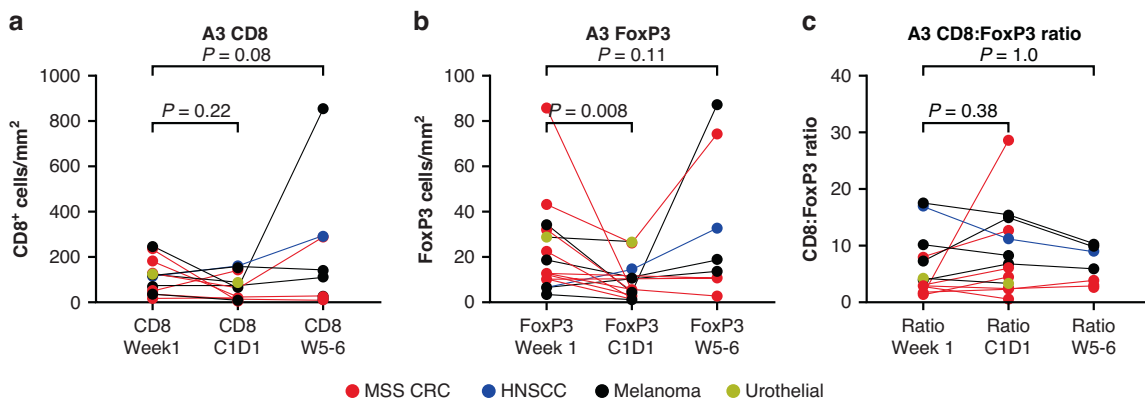 a
A3 CD8
P = 0.08
P = 0.22
CD8+ cells/mm²
1000
800
600
400
200
0
CD8 Week1
CD8 C1D1
CD8 W5-6
b
A3 FoxP3
P = 0.11
P = 0.008
FoxP3 cells/mm²
100
80
60
40
20
0
FoxP3 Week 1
FoxP3 C1D1
FoxP3 W5-6
c
A3 CD8:FoxP3 ratio
P = 1.0
P = 0.38
CD8:FoxP3 ratio
40
30
20
10
0
Ratio Week 1
Ratio C1D1
Ratio W5-6
MSS CRC
HNSCC
Melanoma
Urothelial